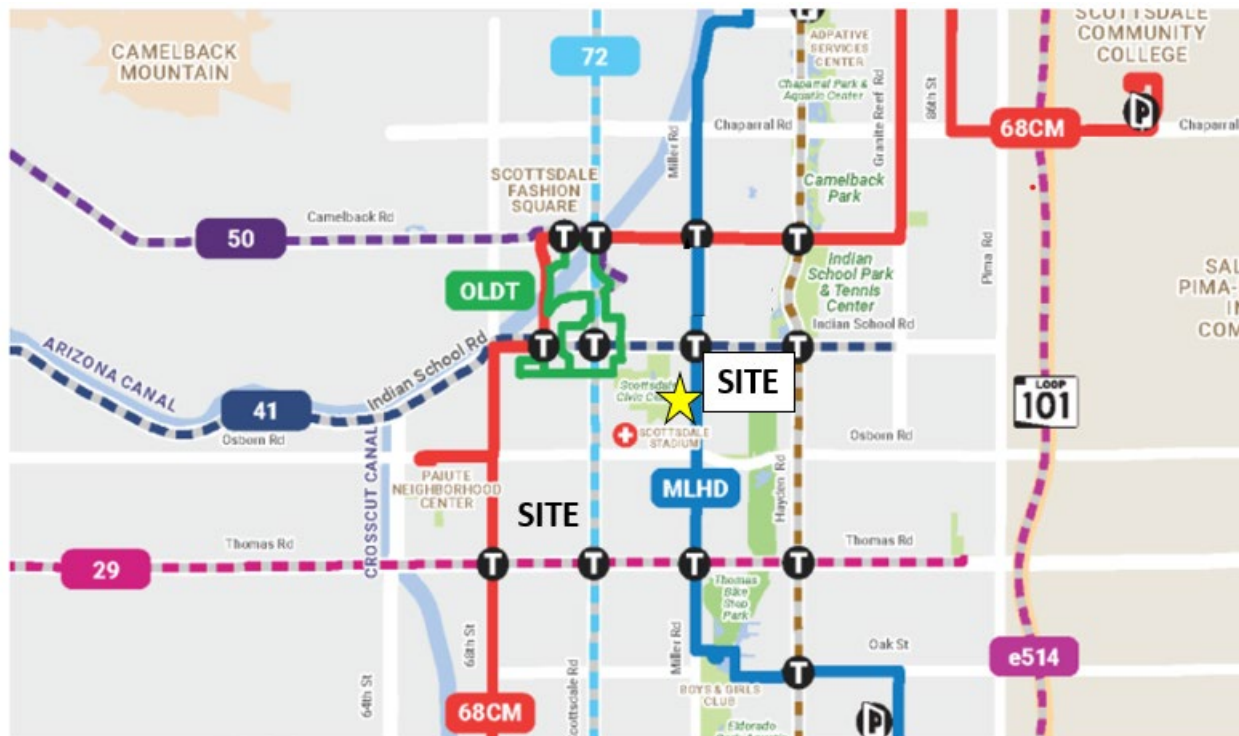 CAMELBACK
MOUNTAIN
72
ADPATIVE
SERVICES
CENTER
SCOTTSDALE
COMMUNITY
COLLEGE
Chaparral Park &
Aquatic Center
Granite Reef Rd
86th St
P
68CM
Chaparral
Chaparral Rd
Miller Rd
SCOTTSDALE
FASHION
SQUARE
Camelback
Park
Camelback Rd
50
T
T
T
T
Pima Rd
OLDT
Indian
School Park
& Tennis
Center
Indian School Rd
T
T
T
T
ARIZONA CANAL
Indian School Rd
41
Osborn Rd
Scottsdale
SITE
LOOP
101
SCOTTSDALE
STADIUM
Osborn Rd
CROSSCUT CANAL
PAIUTE
NEIGHBORHOOD
CENTER
SITE
MLHD
Hayden Rd
Thomas Rd
29
T
T
T
T
Thomas Rd
Thomas
Bike
Stop
Park
68th St
Miller Rd
Oak St
T
e514
64th St
68CM
BOYS & GIRLS
CLUB
P
Eldorado